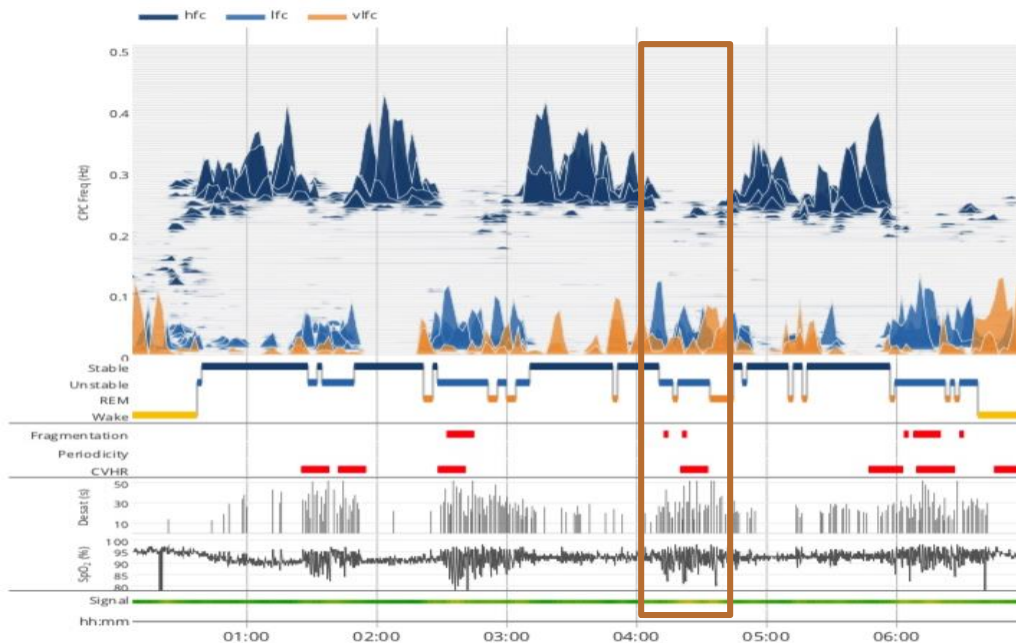 hfc lfc vlfc
0.5
0.4
0.3
0.2
0.1
0
CPC Freq (Hz)
Stable
Unstable
REM
Wake
Fragmentation
Periodicity
CVHR
50
30
10
Desat (s)
100
95
90
85
80
SpO₂ (%)
Signal
hh:mm
01:00 02:00 03:00 04:00 05:00 06:00